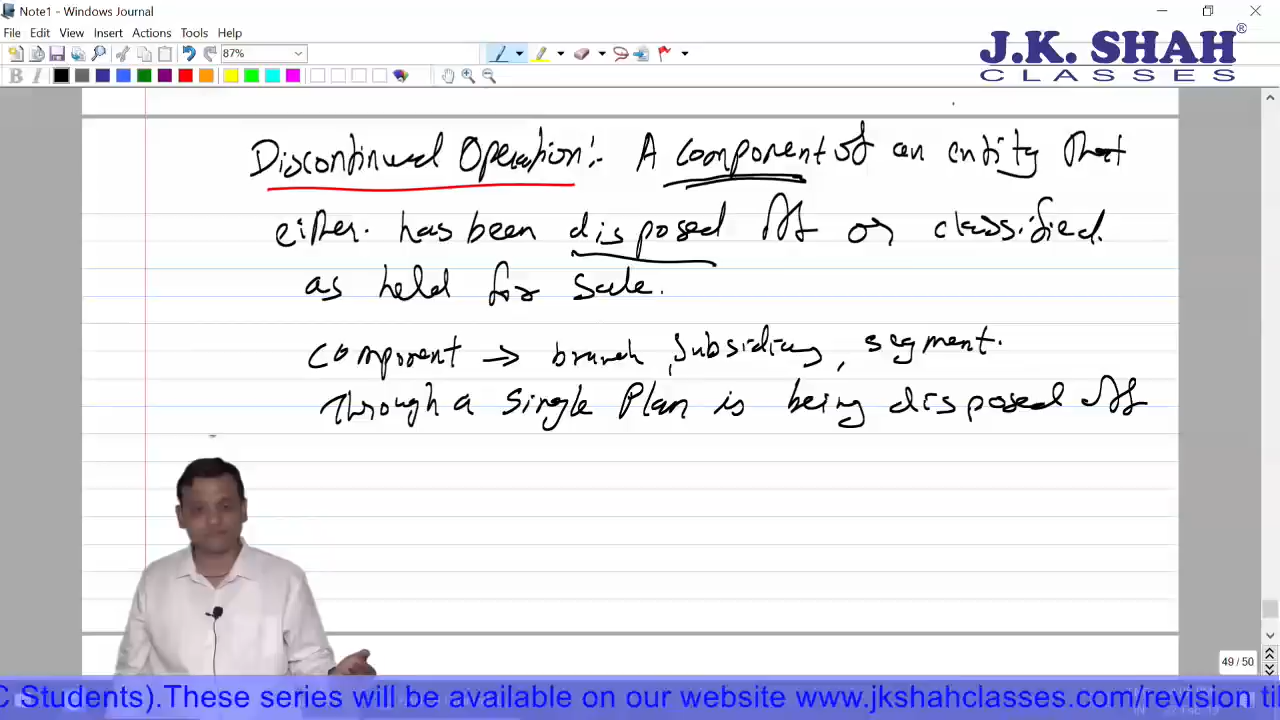 Note1 - Windows Journal
File Edit View Insert Actions Tools Help
87%
B I
J.K. SHAH®
CLASSES
Discontinued Operation:- A component of an entity that
either has been disposed off or classified
as held for sale.
component → branch, subsidiary, segment.
Through a single Plan is being disposed off
49 / 50
C Students).These series will be available on our website www.jkshahclasses.com/revision ti